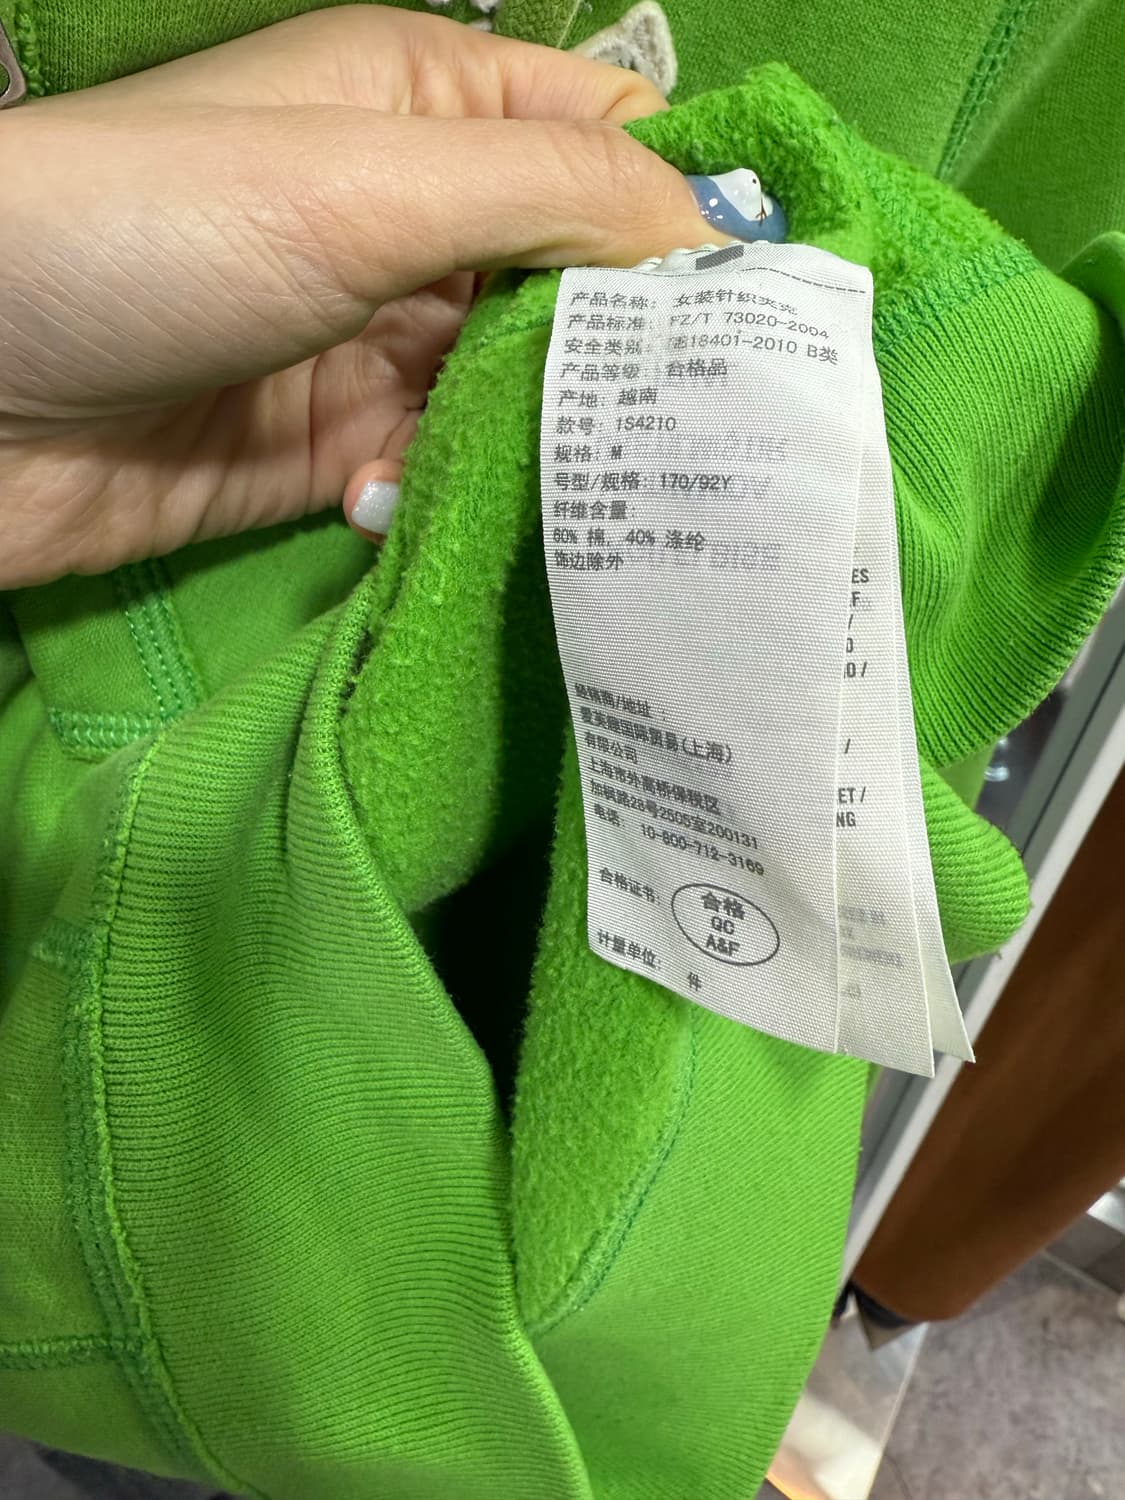 产品名称: 女装针织夹克
产品标准: FZ/T 73020-2004
安全类别: GB18401-2010 B类
产品等级: 合格品
产地: 越南
款号: 1S4210
规格: M
号型/规格: 170/92Y
纤维含量:
60% 棉, 40% 涤纶
饰边除外
经销商/地址:
国际贸易(上海)
有限公司
上海市外高桥保税区
路28号2505室200131
电话: 10-800-712-3169
合格证书:
合格
QC
A&F
计量单位: 件
ES
F
/
O
O/
/
ET/
NG